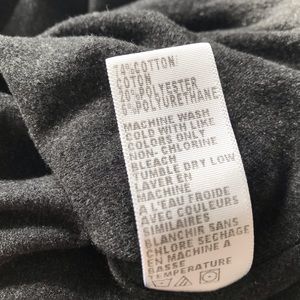 COTTON
COTON
POLYESTER
POLYURETHANE
MACHINE WASH
COLD WITH LIKE
COLORS ONLY
NON- CHLORINE
BLEACH
TUMBLE DRY LOW
LAVER EN
MACHINE
A L'EAU FROIDE
AVEC COULEURS
SIMILAIRES
BLANCHIR SANS
CHLORE SECHAGE
EN MACHINE A
BASSE
TEMPERATURE